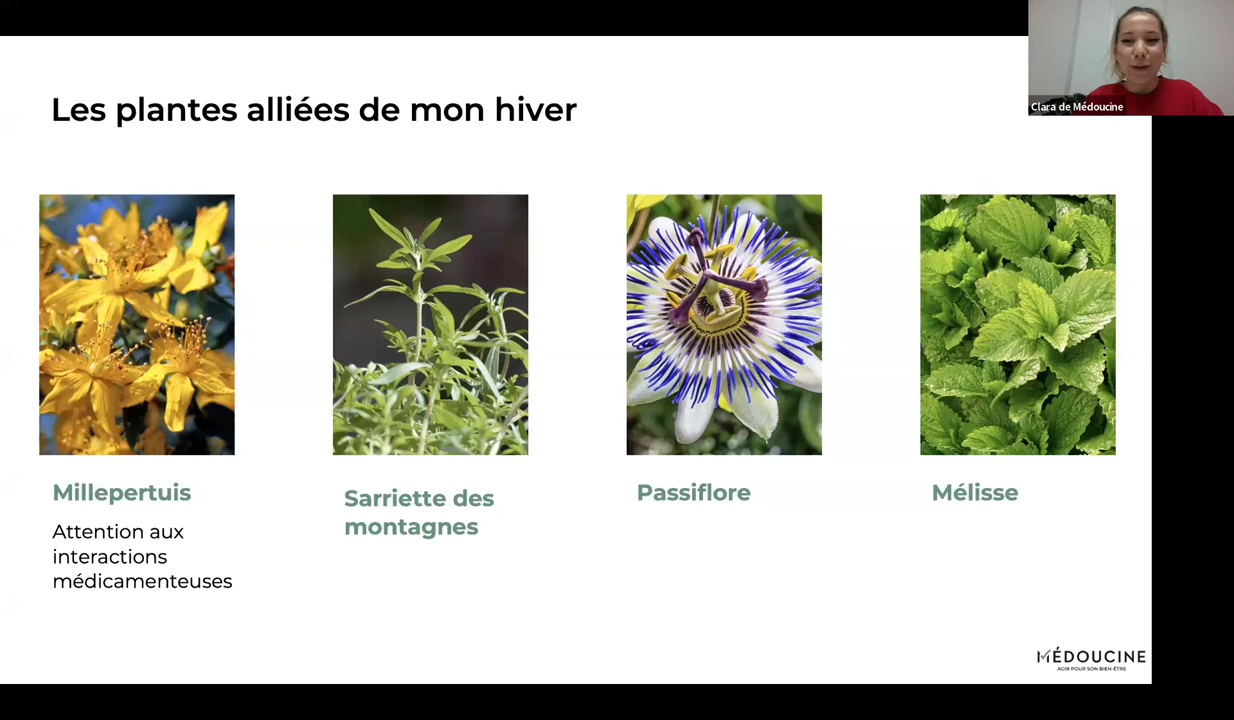 Clara de Médoucine
Les plantes alliées de mon hiver
Millepertuis
Attention aux
interactions
médicamenteuses
Sarriette des
montagnes
Passiflore
Mélisse
MÉDOUCINE
AGIR POUR SON BIEN-ÊTRE